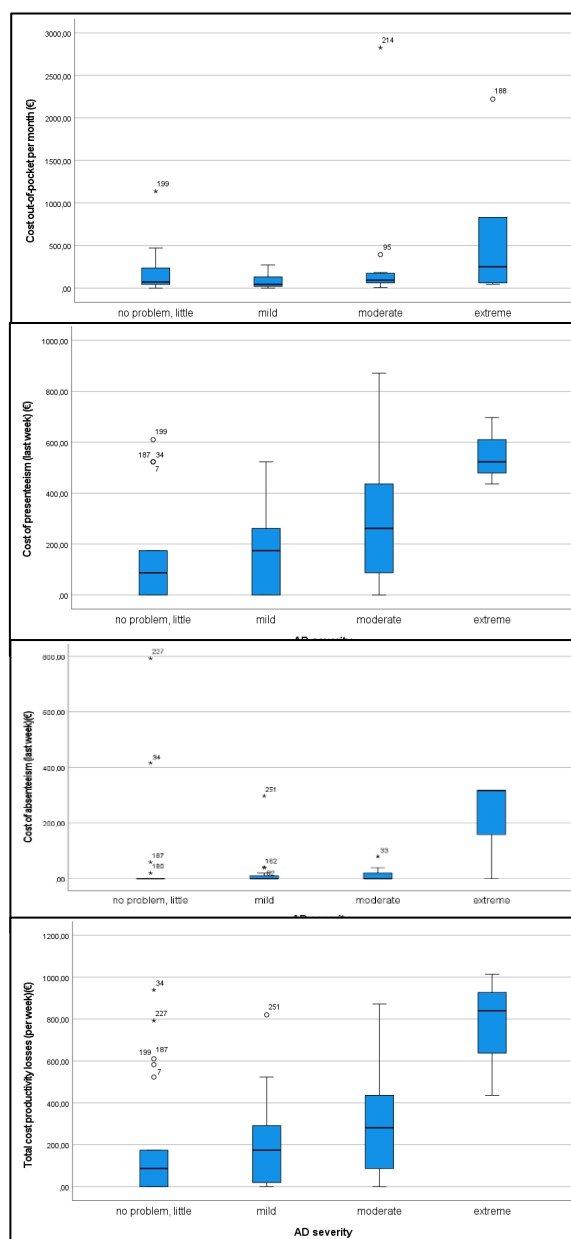 Cost out-of-pocket per month (€)
3000,00
2500,00
2000,00
1500,00
1000,00
500,00
,00
199
214
95
188
no problem, little
mild
moderate
extreme
Cost of presenteeism (last week) (€)
1000,00
800,00
600,00
400,00
200,00
,00
199
187 34
7
no problem, little
mild
moderate
extreme
AD severity
Cost of absenteeism (last week)(€)
800,00
600,00
400,00
200,00
,00
227
34
187
180
251
162
33
no problem, little
mild
moderate
extreme
AD severity
Total cost productivity losses (per week)(€)
1200,00
1000,00
800,00
600,00
400,00
200,00
,00
34
227
199 187
7
251
no problem, little
mild
moderate
extreme
AD severity